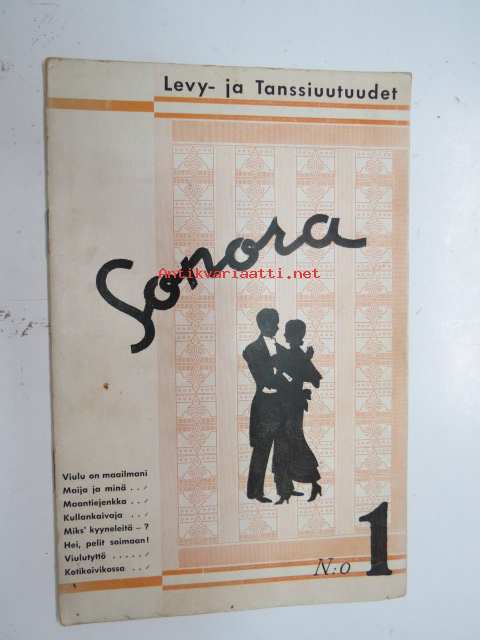 Levy- ja Tanssiuutuudet
Sonora
Antikvariaatti.net
Viulu on maailmani
Maija ja minä . . ⁄
Maantiejenkka . . ⁄
Kullankaivaja . . ⁄
Miks' kyyneleitä – ?
Hei, pelit soimaan!
Viulutyttö . . . . . . ⁄
Kotikoivikossa . . ⁄
N:o 1